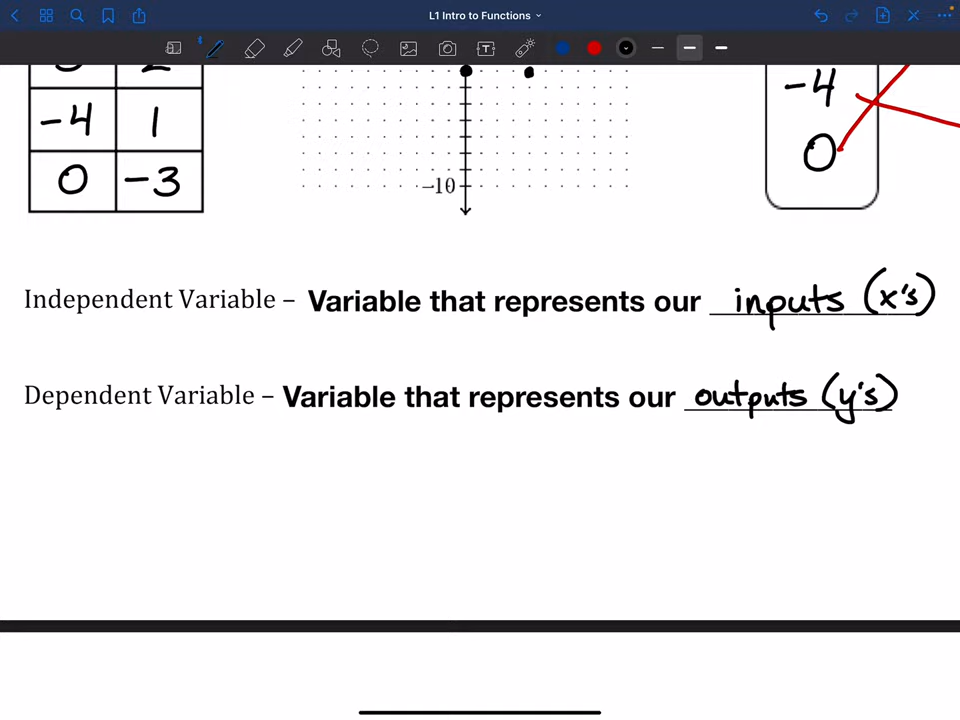 L1 Intro to Functions
-4 1
0 -3
-10
-4
0
Independent Variable – Variable that represents our inputs (x's)
Dependent Variable – Variable that represents our outputs (y's)